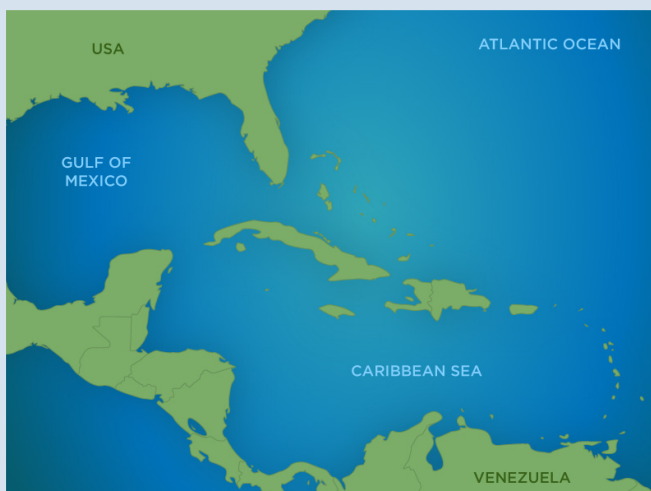 USA
ATLANTIC OCEAN
GULF OF
MEXICO
CARIBBEAN SEA
VENEZUELA